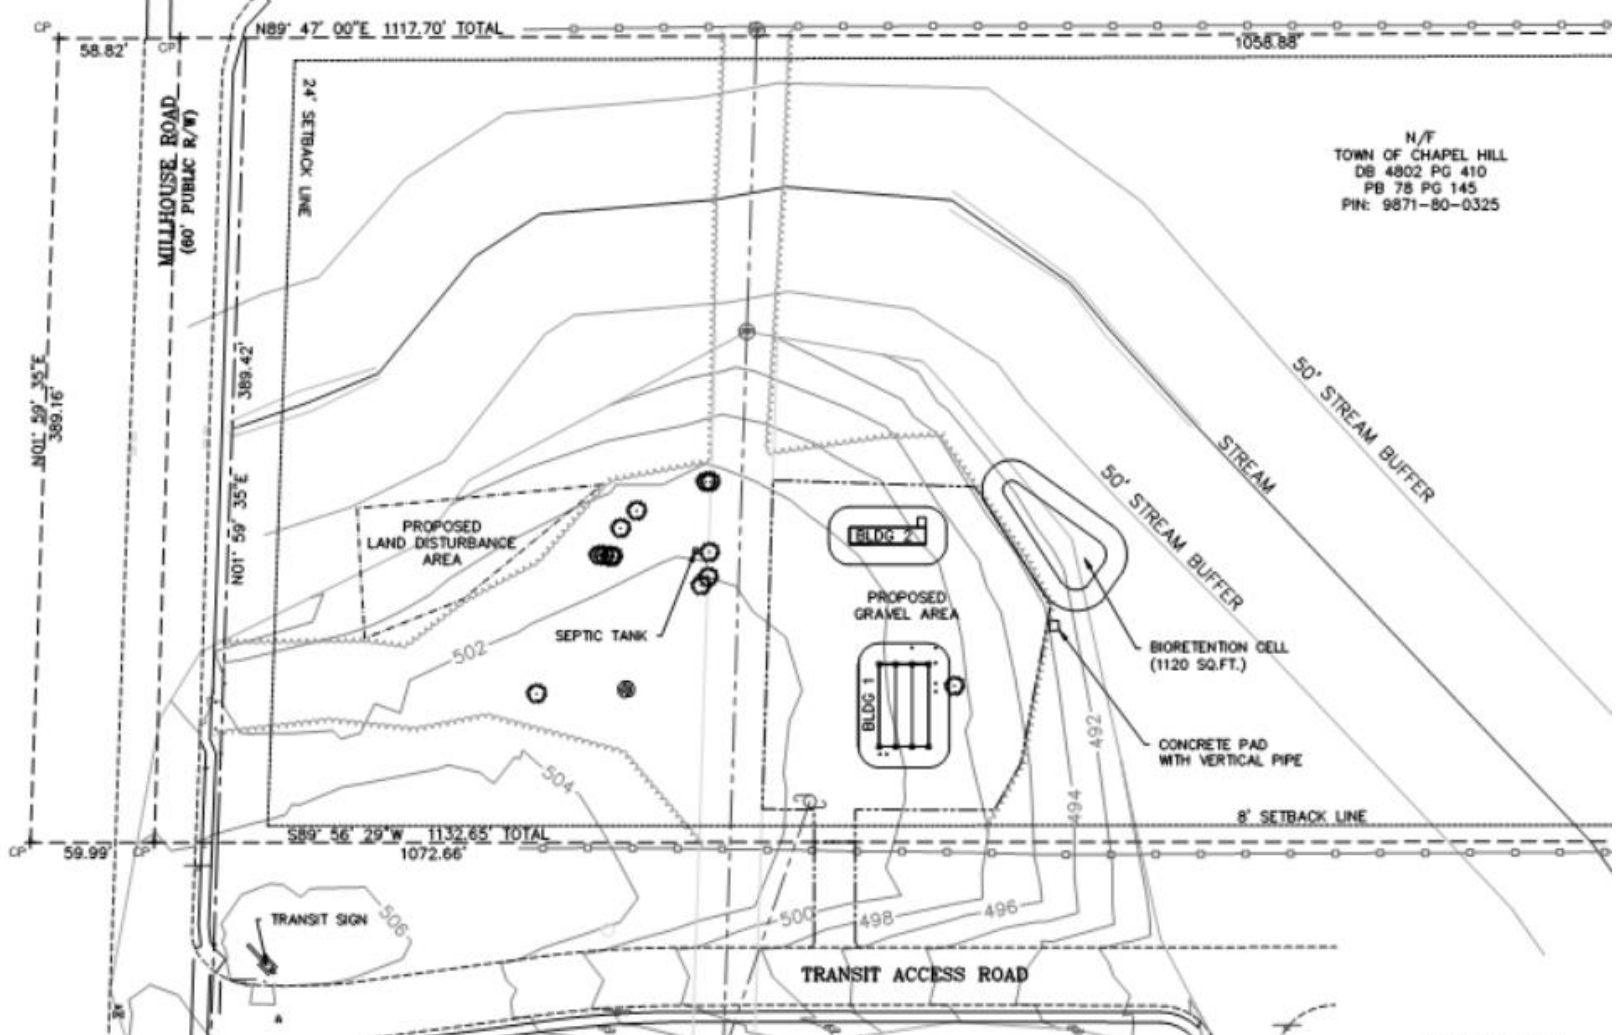 CP
58.82'
CP
N89° 47' 00"E 1117.70' TOTAL
1058.88'
MILLHOUSE ROAD
(60' PUBLIC R/W)
24' SETBACK LINE
N/F
TOWN OF CHAPEL HILL
DB 4802 PG 410
PB 78 PG 145
PIN: 9871-80-0325
N01° 59' 35"E
389.16'
N01° 59' 35"E 389.42'
50' STREAM BUFFER
STREAM
50' STREAM BUFFER
PROPOSED
LAND DISTURBANCE
AREA
BLDG 2
PROPOSED
GRAVEL AREA
SEPTIC TANK
502
BIORETENTION CELL
(1120 SQ.FT.)
BLDG 1
492
CONCRETE PAD
WITH VERTICAL PIPE
504
494
8' SETBACK LINE
S89° 56' 29"W 1132.65' TOTAL
CP
59.99'
CP
1072.66'
TRANSIT SIGN
506
500
498
496
TRANSIT ACCESS ROAD